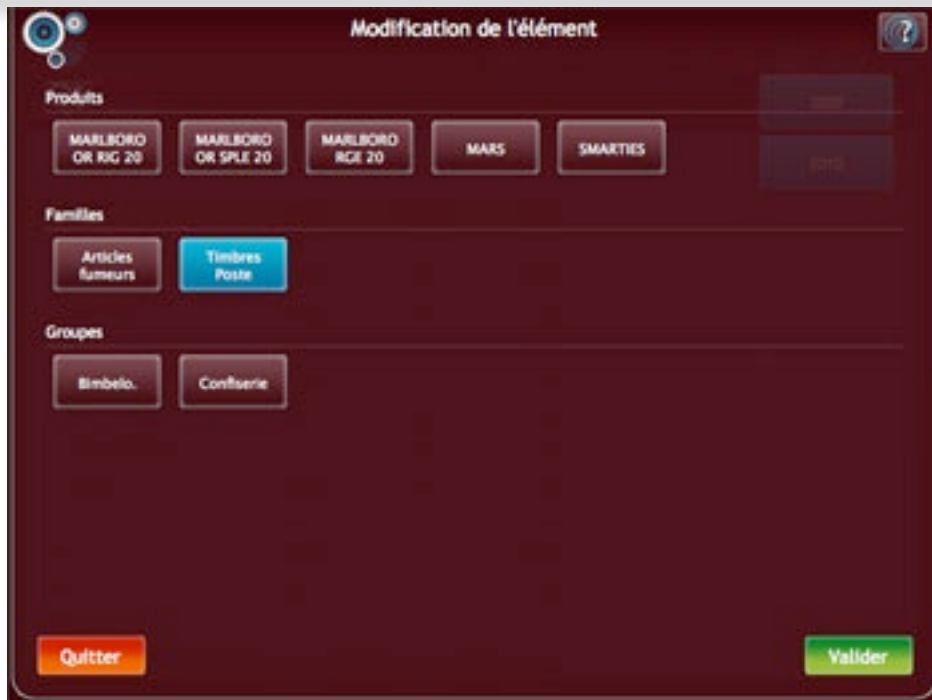 Modification de l'élément
?
Produits
MARLBORO
OR RIG 20
MARLBORO
OR SPLE 20
MARLBORO
RGE 20
MARS
SMARTIES
Familles
Articles
fumeurs
Timbres
Poste
Groupes
Bimbelo.
Confiserie
Quitter
Valider